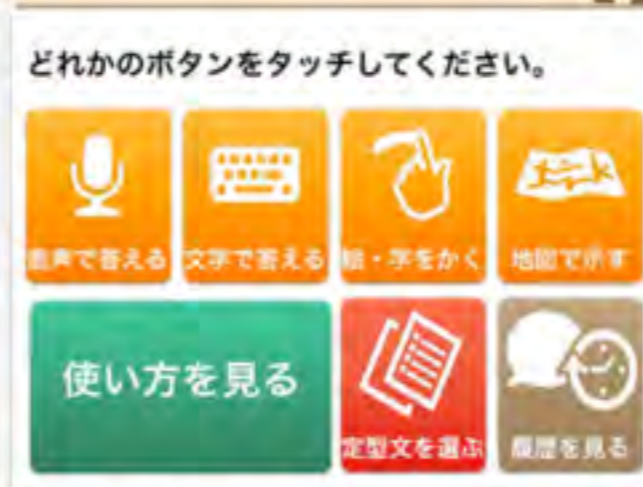 どれかのボタンをタッチしてください。
音声で答える
文字で答える
絵・字をかく
地図で示す
使い方を見る
定型文を選ぶ
履歴を見る